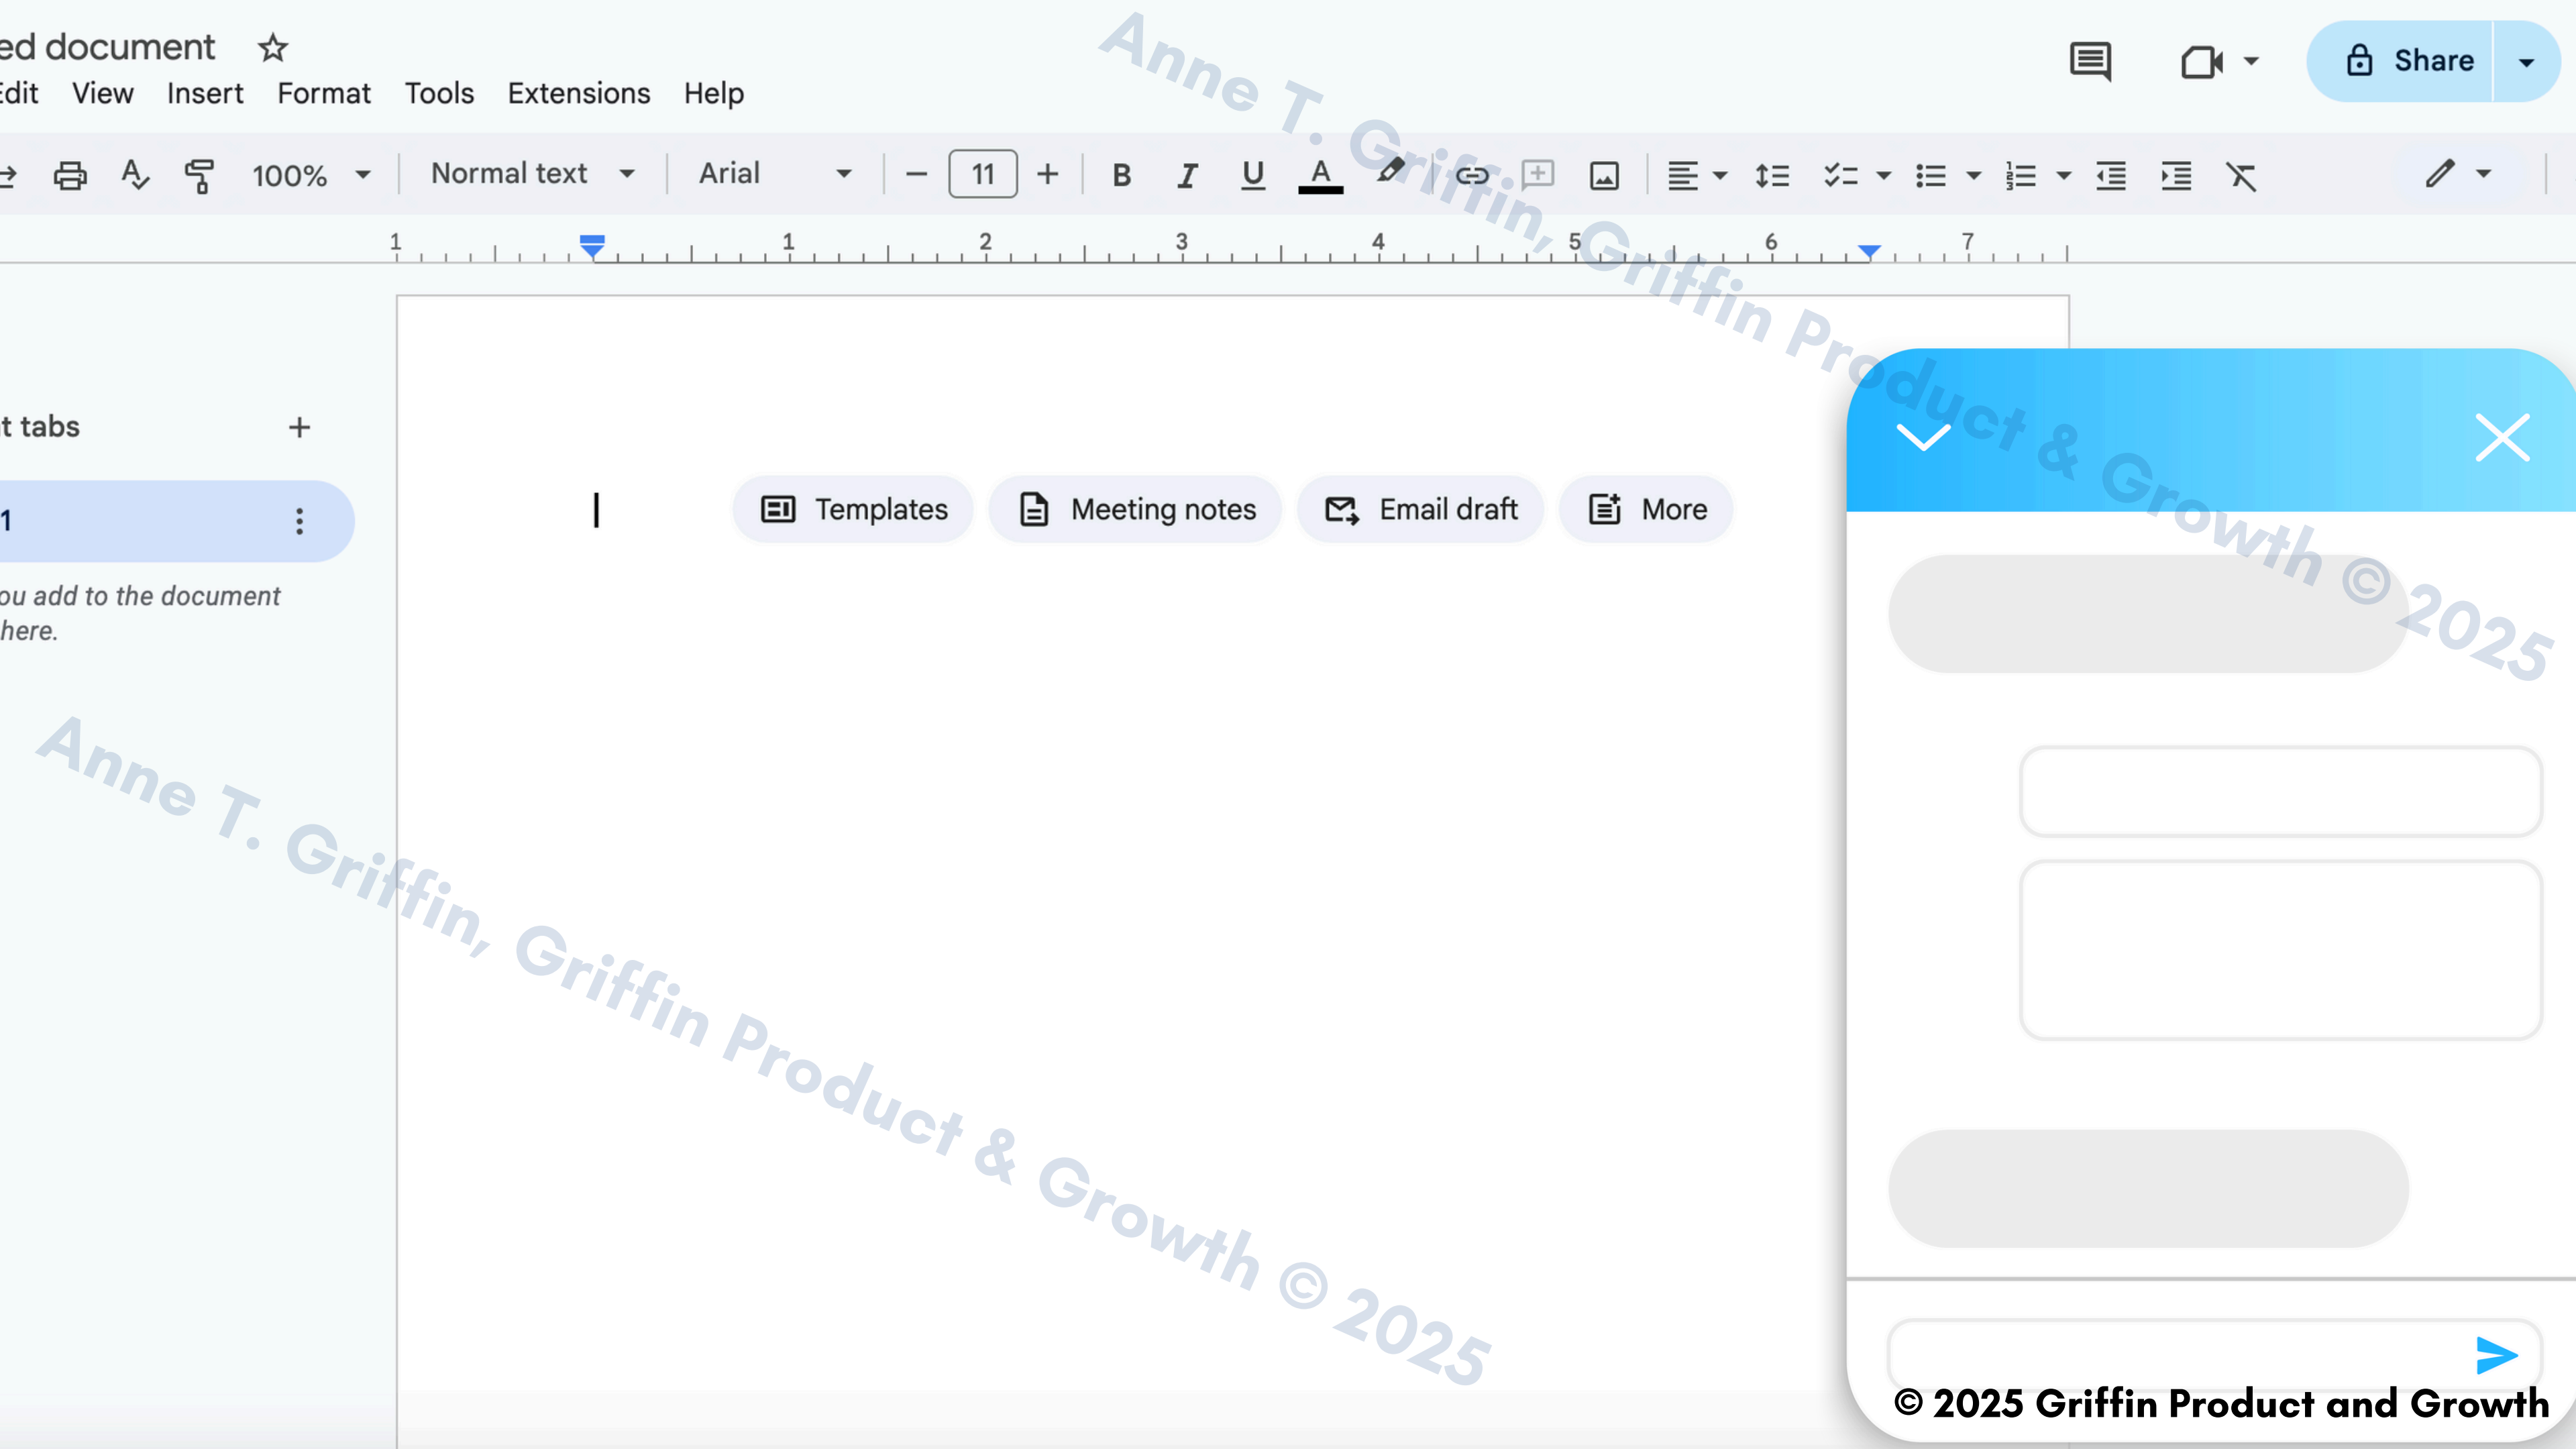 ed document
Edit View Insert Format Tools Extensions Help
Share
100% Normal text Arial 11
1 1 2 3 4 5 6 7
t tabs
1
ou add to the document
here.
Templates Meeting notes Email draft More
Anne T. Griffin, Griffin Product & Growth © 2025
Anne T. Griffin, Griffin Product & Growth © 2025
© 2025 Griffin Product and Growth